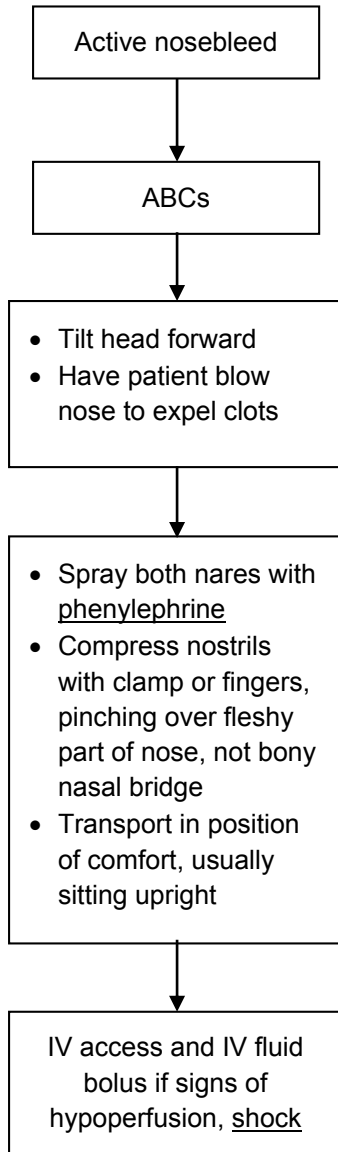 Active nosebleed
ABCs
• Tilt head forward
• Have patient blow
nose to expel clots
• Spray both nares with
phenylephrine
• Compress nostrils
with clamp or fingers,
pinching over fleshy
part of nose, not bony
nasal bridge
• Transport in position
of comfort, usually
sitting upright
IV access and IV fluid
bolus if signs of
hypoperfusion, shock